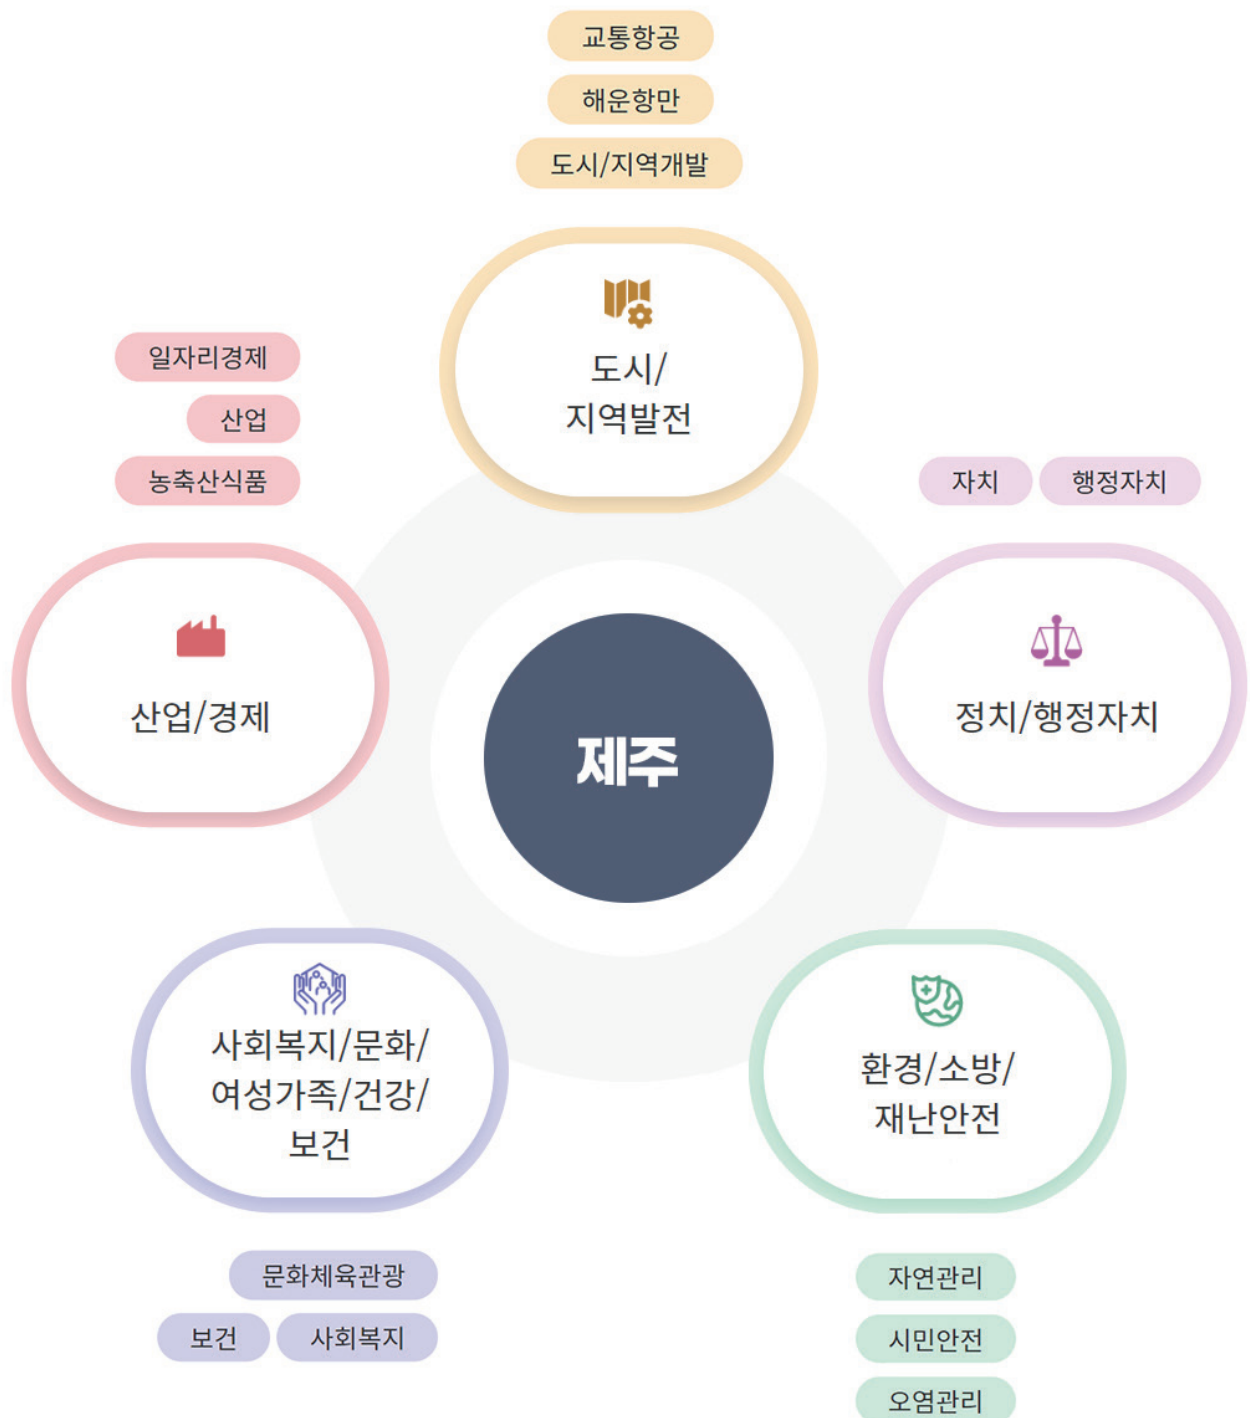 교통항공
해운항만
도시/지역개발
도시/
지역발전
일자리경제
산업
농축산식품
산업/경제
자치
행정자치
정치/행정자치
제주
사회복지/문화/
여성가족/건강/
보건
문화체육관광
보건
사회복지
환경/소방/
재난안전
자연관리
시민안전
오염관리